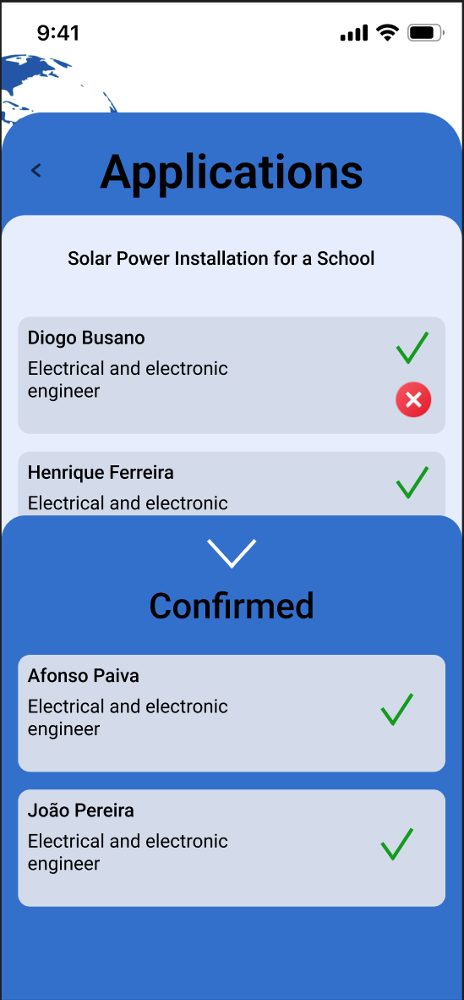 9:41
Applications
Solar Power Installation for a School
Diogo Busano
Electrical and electronic
engineer
Henrique Ferreira
Electrical and electronic
Confirmed
Afonso Paiva
Electrical and electronic
engineer
João Pereira
Electrical and electronic
engineer